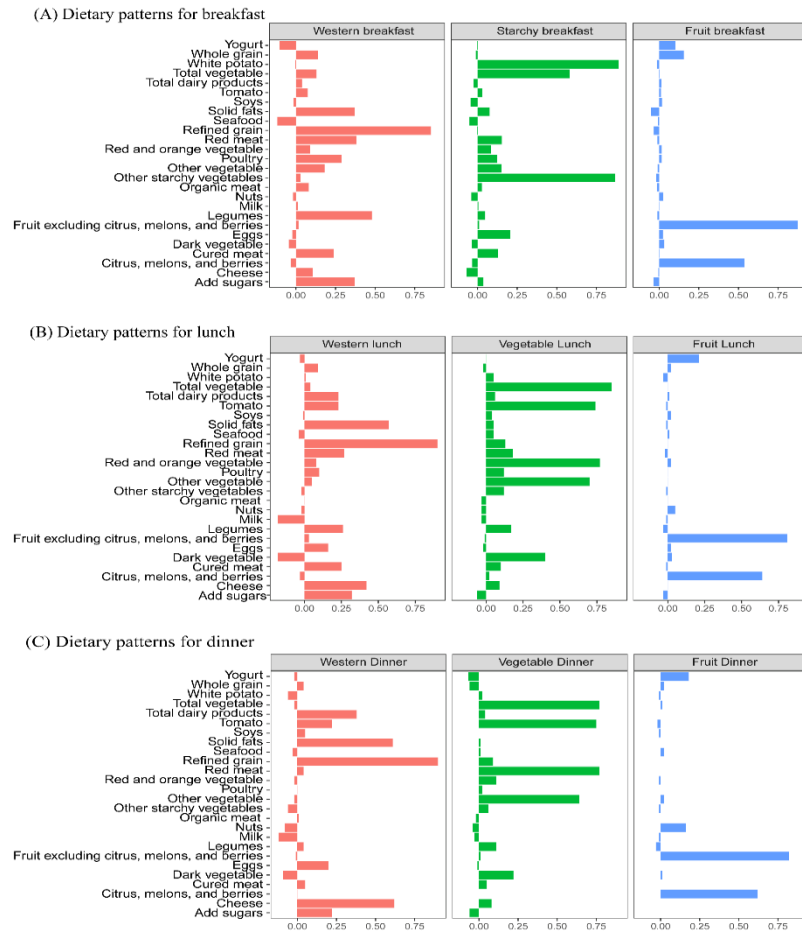 (A) Dietary patterns for breakfast
Western breakfast Starchy breakfast Fruit breakfast
Yogurt
Whole grain
White potato
Total vegetable
Total dairy products
Tomato
Soys
Solid fats
Seafood
Refined grain
Red meat
Red and orange vegetable
Poultry
Other vegetable
Other starchy vegetables
Organic meat
Nuts
Milk
Legumes
Fruit excluding citrus, melons, and berries
Eggs
Dark vegetable
Cured meat
Citrus, melons, and berries
Cheese
Add sugars
0.00 0.25 0.50 0.75 0.00 0.25 0.50 0.75 0.00 0.25 0.50 0.75
(B) Dietary patterns for lunch
Western lunch Vegetable Lunch Fruit Lunch
Yogurt
Whole grain
White potato
Total vegetable
Total dairy products
Tomato
Soys
Solid fats
Seafood
Refined grain
Red meat
Red and orange vegetable
Poultry
Other vegetable
Other starchy vegetables
Organic meat
Nuts
Milk
Legumes
Fruit excluding citrus, melons, and berries
Eggs
Dark vegetable
Cured meat
Citrus, melons, and berries
Cheese
Add sugars
0.00 0.25 0.50 0.75 0.00 0.25 0.50 0.75 0.00 0.25 0.50 0.75
(C) Dietary patterns for dinner
Western Dinner Vegetable Dinner Fruit Dinner
Yogurt
Whole grain
White potato
Total vegetable
Total dairy products
Tomato
Soys
Solid fats
Seafood
Refined grain
Red meat
Red and orange vegetable
Poultry
Other vegetable
Other starchy vegetables
Organic meat
Nuts
Milk
Legumes
Fruit excluding citrus, melons, and berries
Eggs
Dark vegetable
Cured meat
Citrus, melons, and berries
Cheese
Add sugars
0.00 0.25 0.50 0.75 0.00 0.25 0.50 0.75 0.00 0.25 0.50 0.75